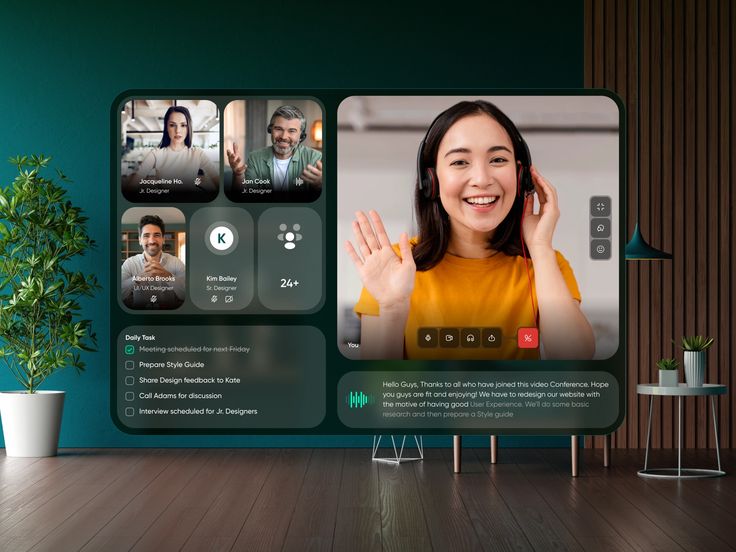 Jacqueline Ho.
Jr. Designer
Jan Cook
Jr. Designer
Alberto Brooks
UI/UX Designer
K
Kim Bailey
Sr. Designer
24+
You
Daily Task
Meeting scheduled for next Friday
Prepare Style Guide
Share Design feedback to Kate
Call Adams for discussion
Interview scheduled for Jr. Designers
Hello Guys, Thanks to all who have joined this video Conference. Hope
you guys are fit and enjoying! We have to redesign our website with
the motive of having good User Experience. We'll do some basic
research and then prepare a Style guide